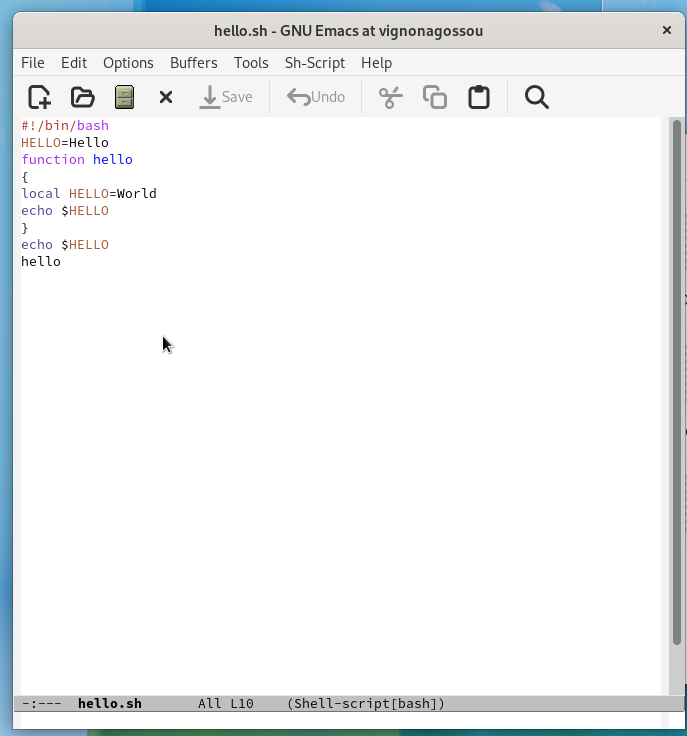 hello.sh - GNU Emacs at vignonagossou
File Edit Options Buffers Tools Sh-Script Help
Save Undo
#!/bin/bash
HELLO=Hello
function hello
{
local HELLO=World
echo $HELLO
}
echo $HELLO
hello
-:--- hello.sh All L10 (Shell-script[bash])